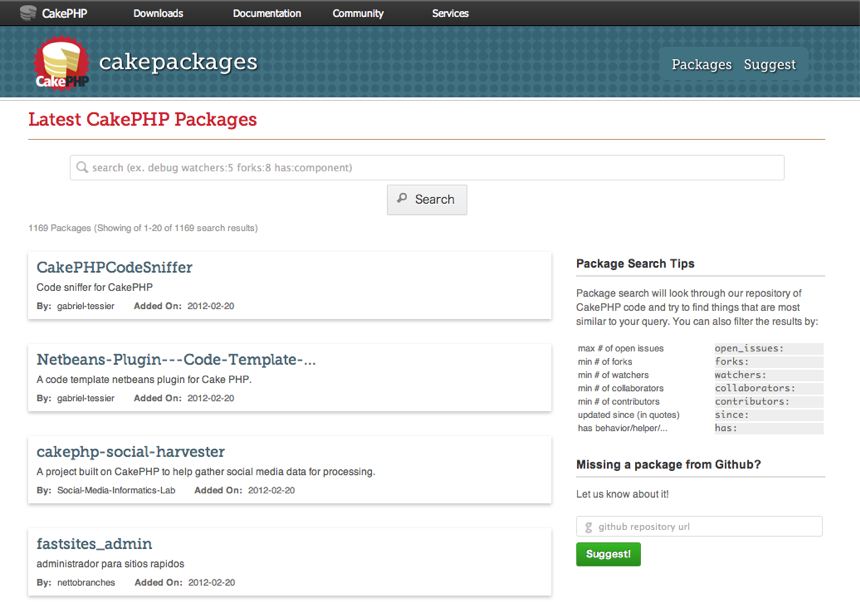 CakePHP Downloads Documentation Community Services
CakePHP
cakepackages
Packages Suggest
Latest CakePHP Packages
search (ex. debug watchers:5 forks:8 has:component)
Search
1169 Packages (Showing of 1-20 of 1169 search results)
CakePHPCodeSniffer
Code sniffer for CakePHP
By: gabriel-tessier Added On: 2012-02-20
Netbeans-Plugin---Code-Template-...
A code template netbeans plugin for Cake PHP.
By: gabriel-tessier Added On: 2012-02-20
cakephp-social-harvester
A project built on CakePHP to help gather social media data for processing.
By: Social-Media-Informatics-Lab Added On: 2012-02-20
fastsites_admin
administrador para sitios rapidos
By: nettobranches Added On: 2012-02-20
Package Search Tips
Package search will look through our repository of
CakePHP code and try to find things that are most
similar to your query. You can also filter the results by:
max # of open issues open_issues:
min # of forks forks:
min # of watchers watchers:
min # of collaborators collaborators:
min # of contributors contributors:
updated since (in quotes) since:
has behavior/helper/... has:
Missing a package from Github?
Let us know about it!
github repository url
Suggest!